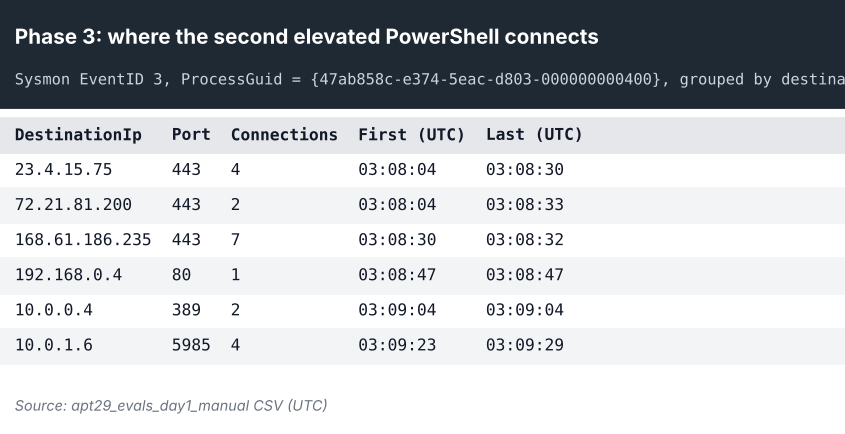 Phase 3: where the second elevated PowerShell connects
Sysmon EventID 3, ProcessGuid = {47ab858c-e374-5eac-d803-000000000400}, grouped by destina
DestinationIp Port Connections First (UTC) Last (UTC)
23.4.15.75 443 4 03:08:04 03:08:30
72.21.81.200 443 2 03:08:04 03:08:33
168.61.186.235 443 7 03:08:30 03:08:32
192.168.0.4 80 1 03:08:47 03:08:47
10.0.0.4 389 2 03:09:04 03:09:04
10.0.1.6 5985 4 03:09:23 03:09:29
Source: apt29_evals_day1_manual CSV (UTC)